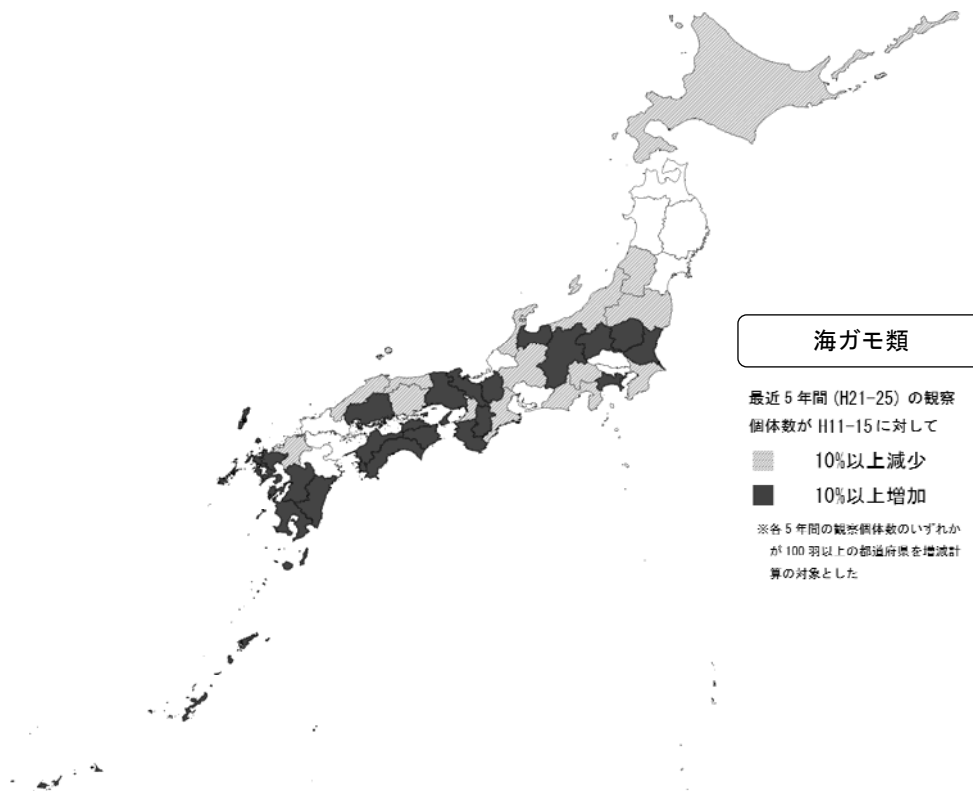 海ガモ類
最近5年間(H21-25)の観察
個体数がH11-15に対して
10%以上減少
10%以上増加
※各5年間の観察個体数のいずれか
が100羽以上の都道府県を増減計
算の対象とした